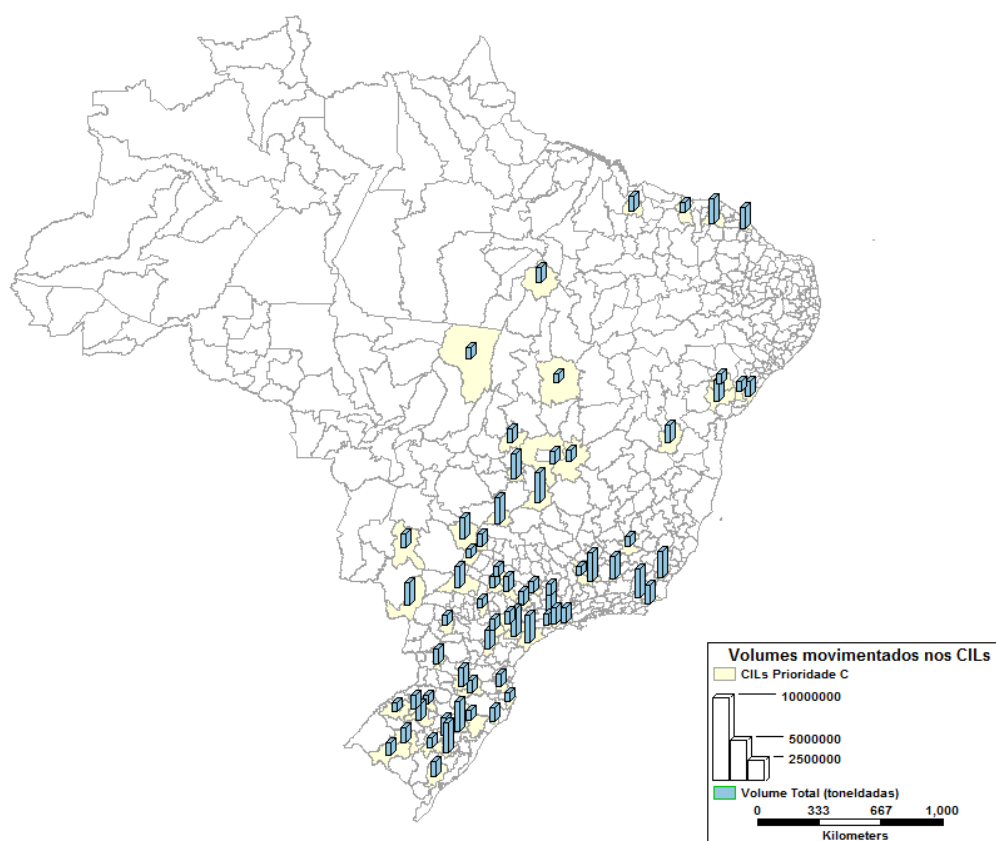 Volumes movimentados nos CILs
CILs Prioridade C
10000000
5000000
2500000
Volume Total (toneldadas)
0 333 667 1,000
Kilometers